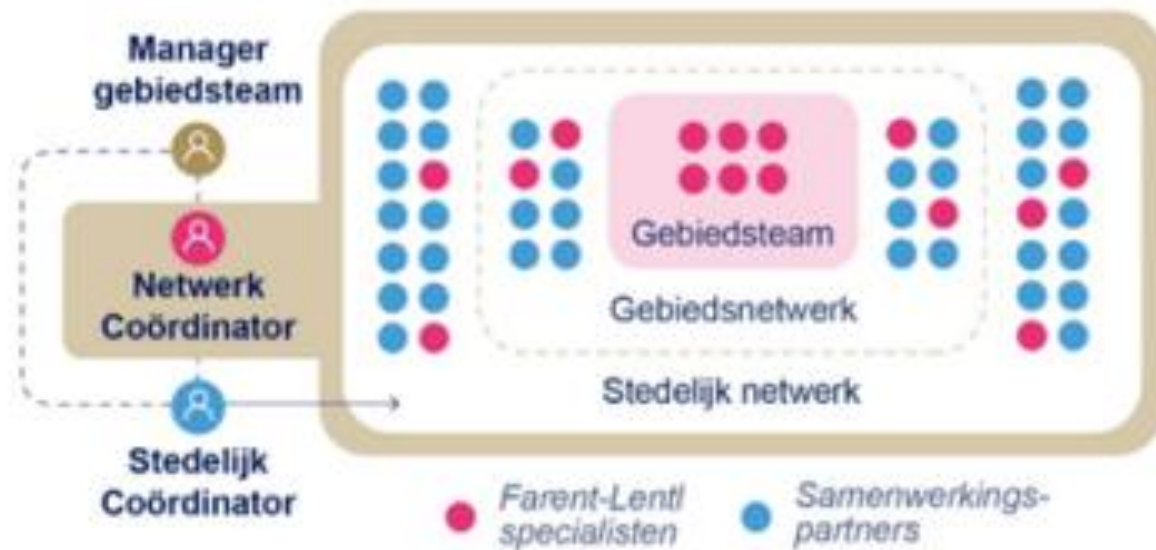 Manager
gebiedsteam
Netwerk
Coördinator
Stedelijk
Coördinator
Gebiedsteam
Gebiedsnetwerk
Stedelijk netwerk
Farent-Lentl
specialisten
Samenwerkings-
partners